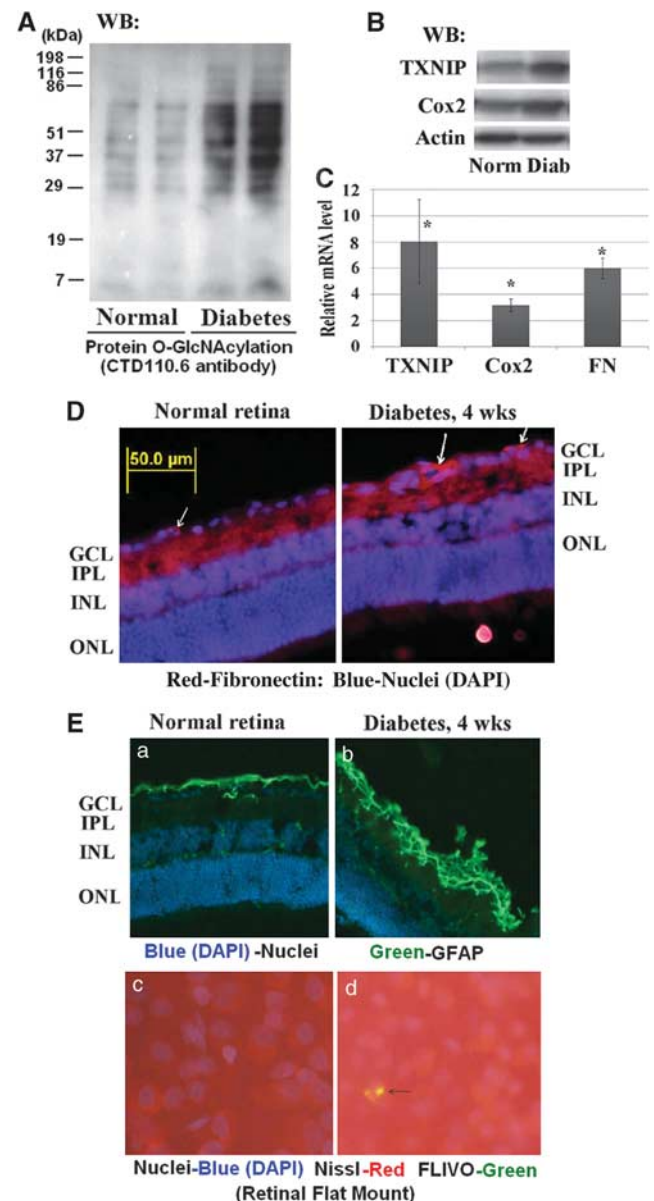 A WB:
(kDa)
198
116
86
51
37
29
19
7
Normal Diabetes
Protein O-GlcNAcylation
(CTD110.6 antibody)
B WB:
TXNIP
Cox2
Actin
Norm Diab
C
Relative mRNA level
12
10
8
6
4
2
0
*
*
*
TXNIP Cox2 FN
D
Normal retina Diabetes, 4 wks
50.0 µm
GCL
IPL
INL
ONL
GCL
IPL
INL
ONL
Red-Fibronectin: Blue-Nuclei (DAPI)
E
Normal retina Diabetes, 4 wks
a
b
GCL
IPL
INL
ONL
Blue (DAPI) -Nuclei Green-GFAP
c
d
Nuclei-Blue (DAPI) Nissl-Red FLIVO-Green
(Retinal Flat Mount)